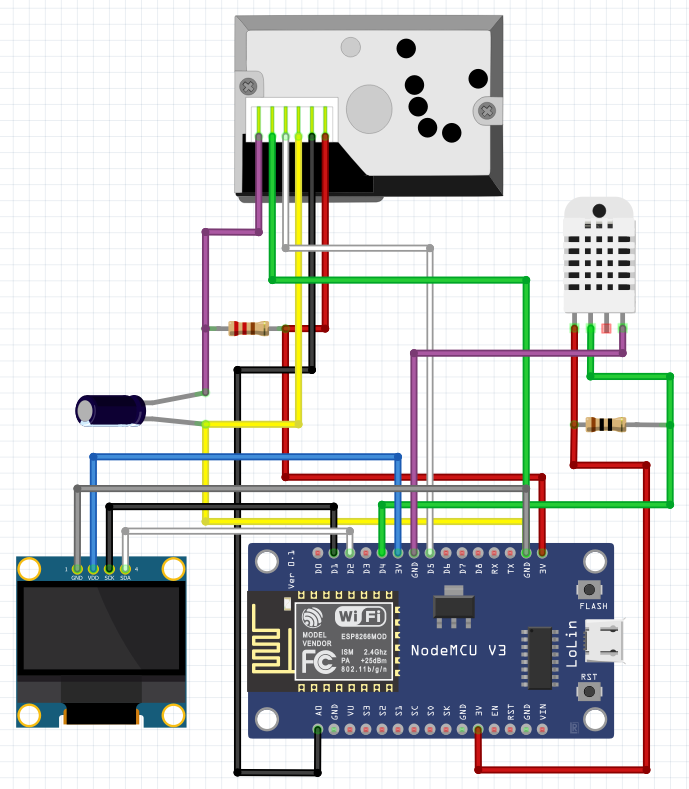 1 4
GND VDD SCK SDA
Ver 0.1
D0 D1 D2 D3 D4 3V GND D5 D6 D7 D8 RX TX GND 3V
FLASH
WiFi
MODEL
VENDOR
ESP8266MOD
FC
ISM 2.4Ghz
PA +25dBm
802.11b/g/n
NodeMCU V3
LoLin
RST
A0 GND VU S3 S2 S1 SC S0 SK GND 3V EN RST GND VIN